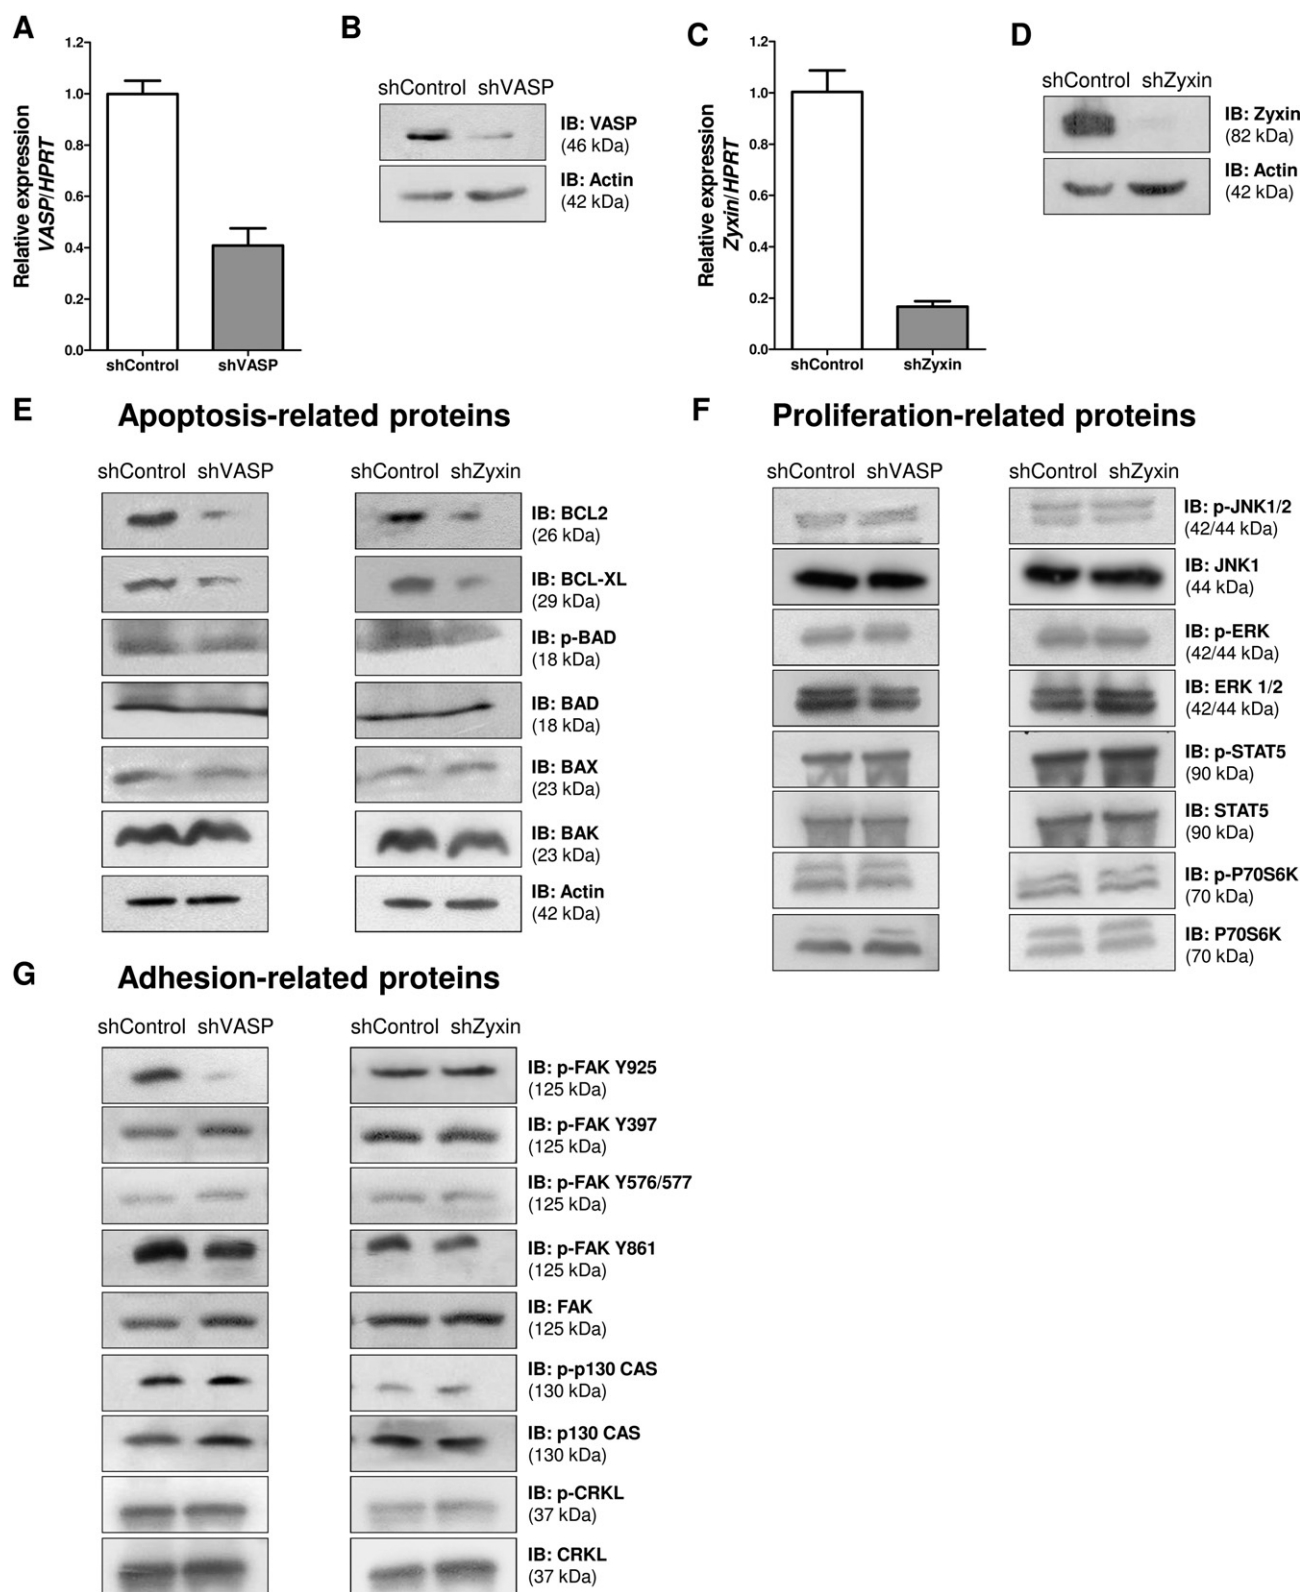 A
Relative expression
VASP/HPRT
1.2
1.0
0.8
0.6
0.4
0.2
0.0
shControl shVASP
B
shControl shVASP
IB: VASP
(46 kDa)
IB: Actin
(42 kDa)
C
Relative expression
Zyxin/HPRT
1.2
1.0
0.8
0.6
0.4
0.2
0.0
shControl shZyxin
D
shControl shZyxin
IB: Zyxin
(82 kDa)
IB: Actin
(42 kDa)
E Apoptosis-related proteins
shControl shVASP shControl shZyxin
IB: BCL2
(26 kDa)
IB: BCL-XL
(29 kDa)
IB: p-BAD
(18 kDa)
IB: BAD
(18 kDa)
IB: BAX
(23 kDa)
IB: BAK
(23 kDa)
IB: Actin
(42 kDa)
F Proliferation-related proteins
shControl shVASP shControl shZyxin
IB: p-JNK1/2
(42/44 kDa)
IB: JNK1
(44 kDa)
IB: p-ERK
(42/44 kDa)
IB: ERK 1/2
(42/44 kDa)
IB: p-STAT5
(90 kDa)
IB: STAT5
(90 kDa)
IB: p-P70S6K
(70 kDa)
IB: P70S6K
(70 kDa)
G Adhesion-related proteins
shControl shVASP shControl shZyxin
IB: p-FAK Y925
(125 kDa)
IB: p-FAK Y397
(125 kDa)
IB: p-FAK Y576/577
(125 kDa)
IB: p-FAK Y861
(125 kDa)
IB: FAK
(125 kDa)
IB: p-p130 CAS
(130 kDa)
IB: p130 CAS
(130 kDa)
IB: p-CRKL
(37 kDa)
IB: CRKL
(37 kDa)